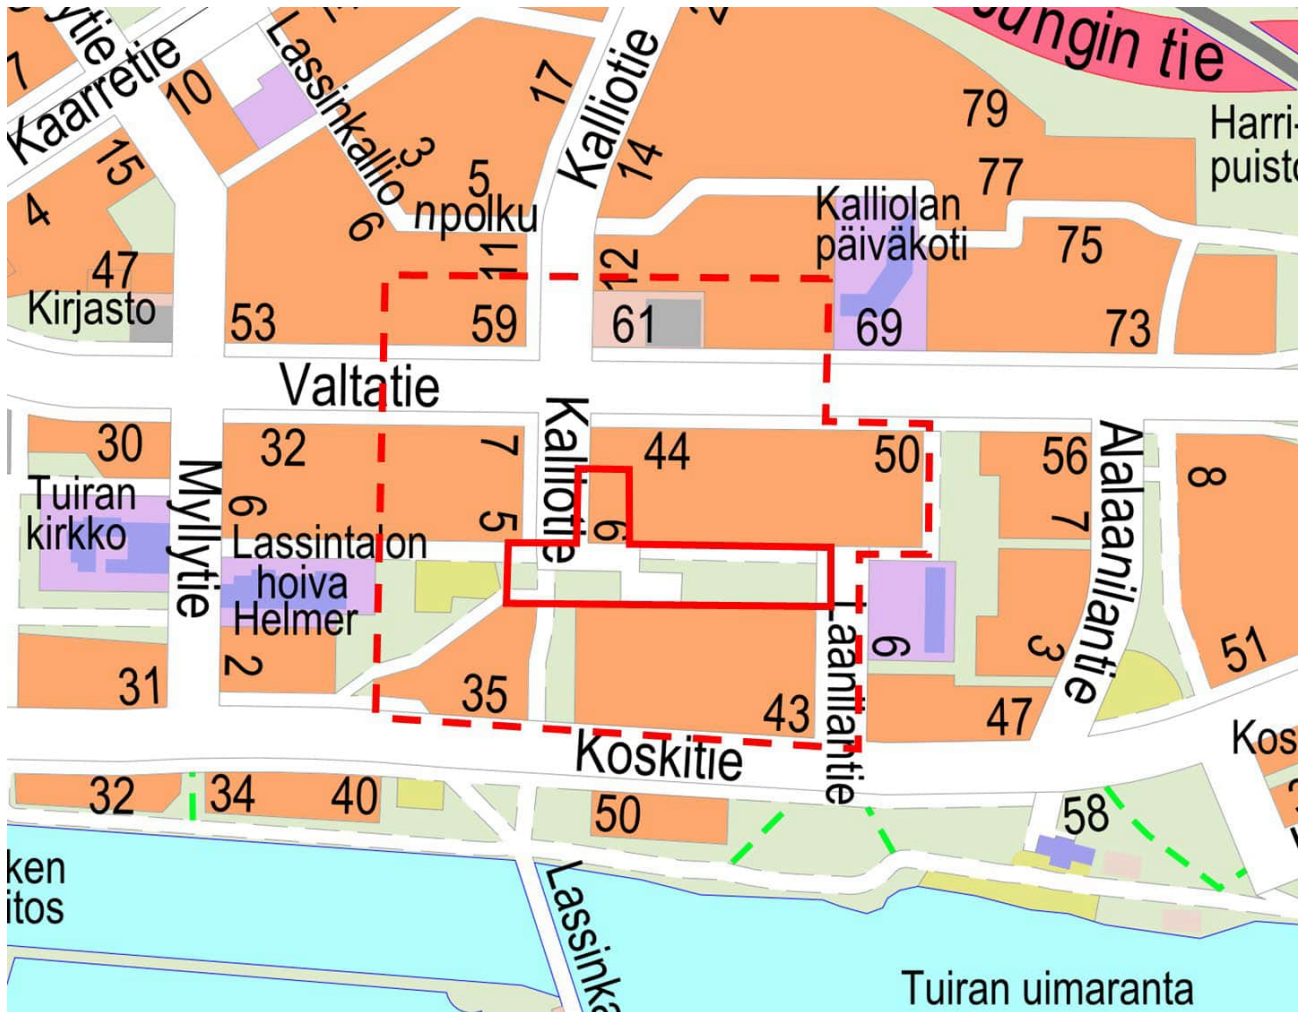 Kaarretie
Lassinkallio
npolku
Kalliotie
ungin tie
Harri-
puisto
7
10
15
4
3
5
6
17
14
79
77
75
73
11
12
47
Kirjasto
53
59
61
Kalliolan
päiväkoti
69
Valtatie
30
32
7
5
6
Kalliotie
44
50
6
56
7
8
Alalaanilantie
Tuiran
kirkko
Myllytie
Lassintalon
hoiva
Helmer
2
31
35
43
Laanilantie
6
3
47
51
Koskitie
Kos
32
34
40
50
58
ken
itos
Lassinka
Tuiran uimaranta